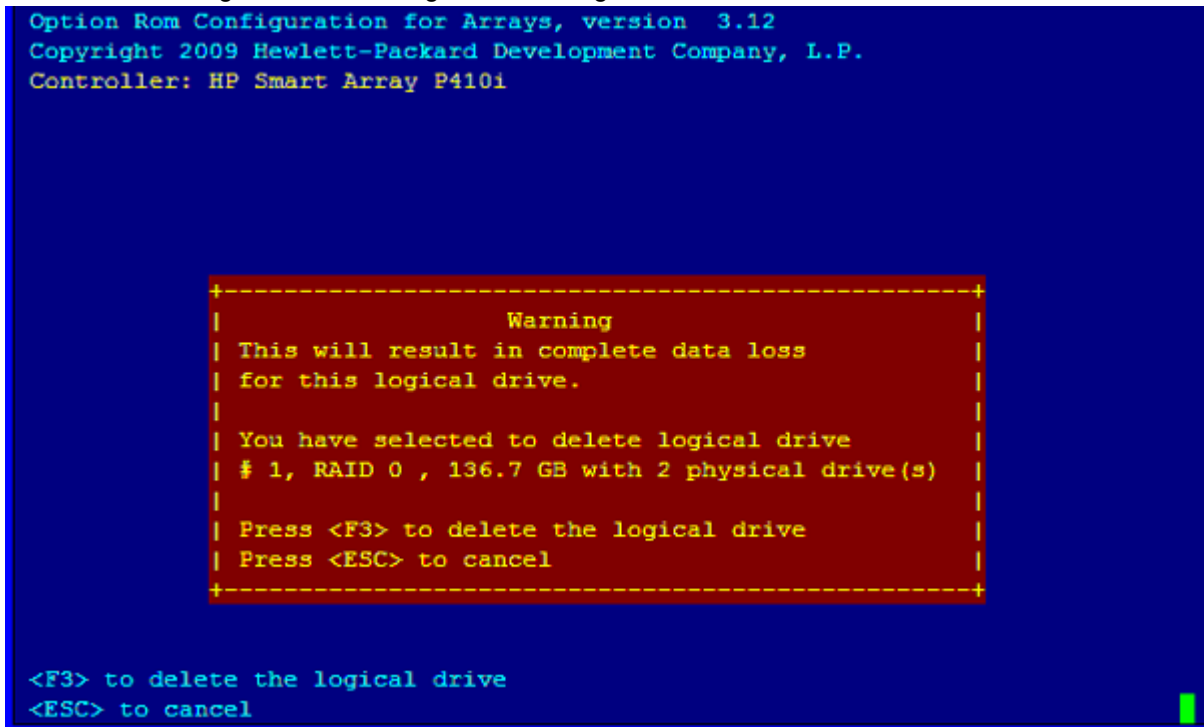 Option Rom Configuration for Arrays, version  3.12
Copyright 2009 Hewlett-Packard Development Company, L.P.
Controller: HP Smart Array P410i
Warning
This will result in complete data loss
for this logical drive.
You have selected to delete logical drive
# 1, RAID 0 , 136.7 GB with 2 physical drive(s)
Press <F3> to delete the logical drive
Press <ESC> to cancel
<F3> to delete the logical drive
<ESC> to cancel